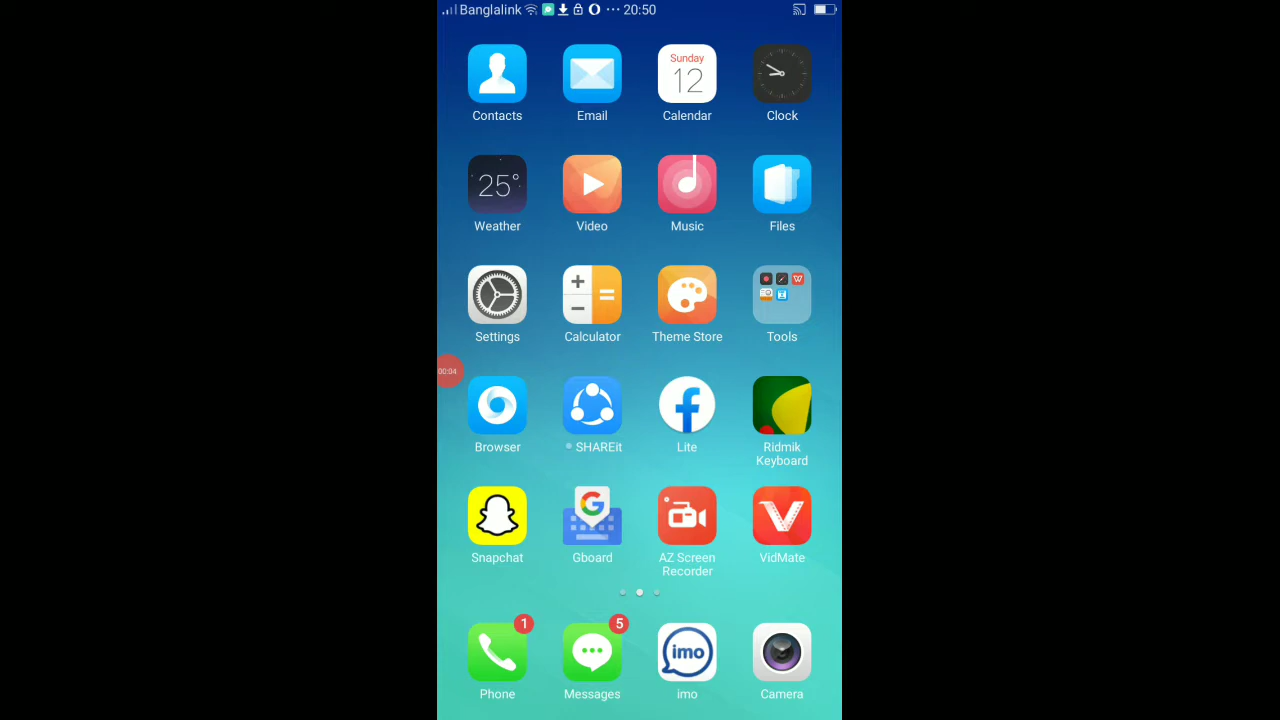 Banglalink ··· 20:50
Sunday
12
Contacts Email Calendar Clock
25°
Weather Video Music Files
Settings Calculator Theme Store Tools
00:04
Browser SHAREit Lite Ridmik
Keyboard
G
Snapchat Gboard AZ Screen VidMate
Recorder
1 5
imo
Phone Messages imo Camera